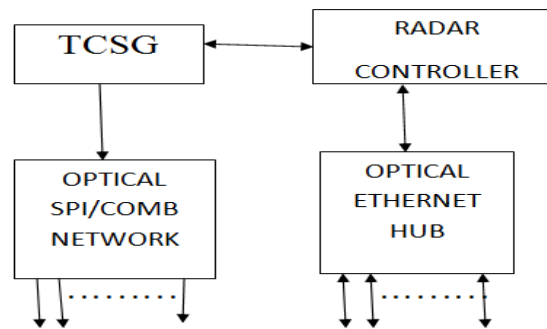 TCSG
RADAR
CONTROLLER
OPTICAL
SPI/COMB
NETWORK
OPTICAL
ETHERNET
HUB